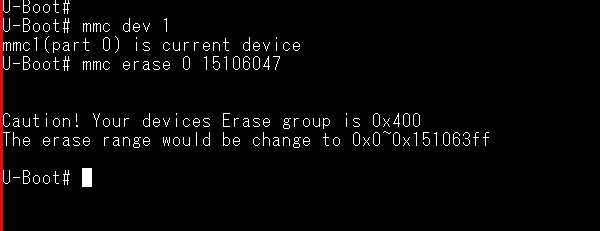 U-Boot#
U-Boot# mmc dev 1
mmc1(part 0) is current device
U-Boot# mmc erase 0 15106047
Caution! Your devices Erase group is 0x400
The erase range would be change to 0x0~0x151063ff
U-Boot#